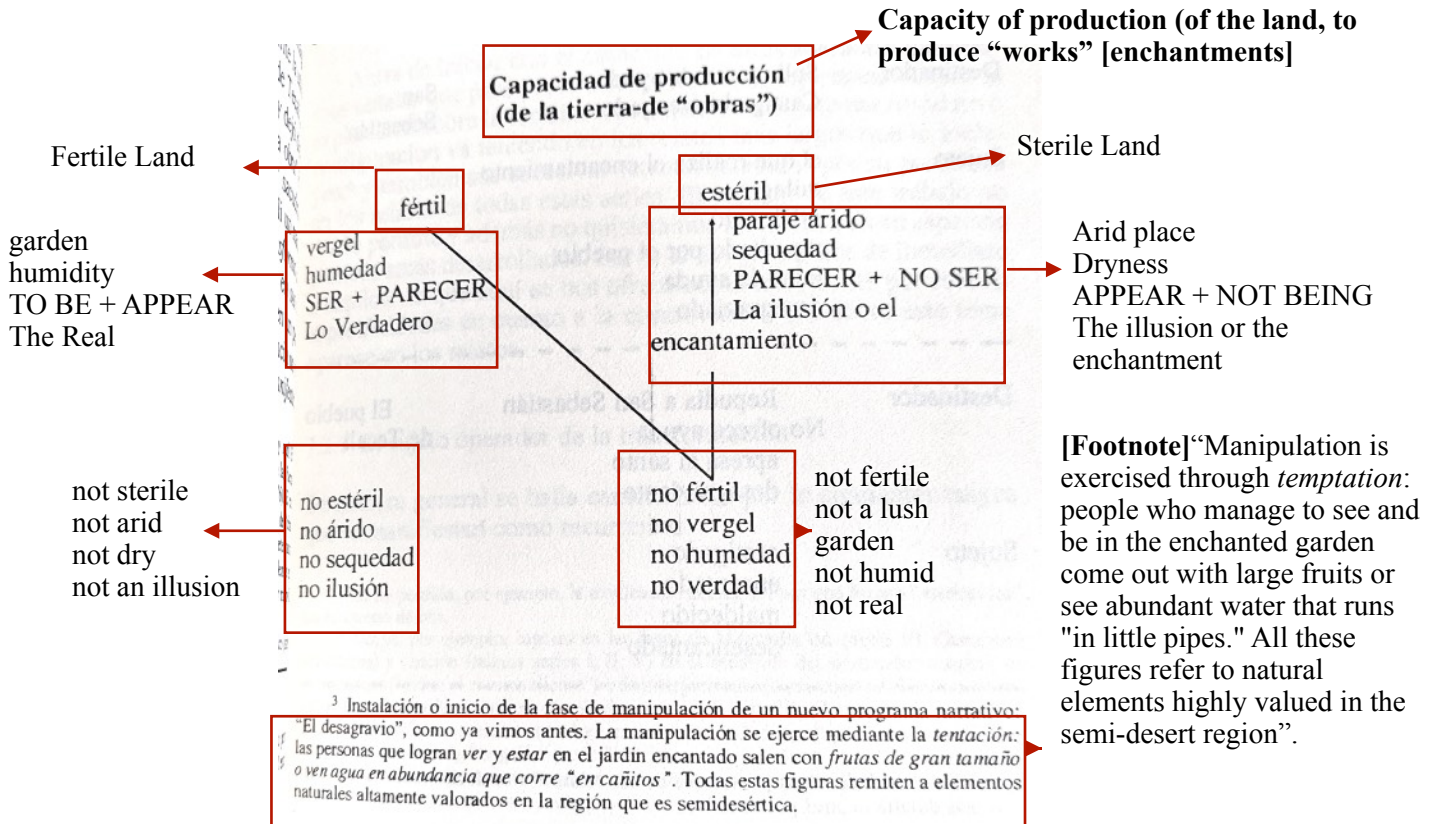 Capacity of production (of the land, to
produce “works” [enchantments]
Capacidad de producción
(de la tierra-de “obras”)
Fertile Land
Sterile Land
fértil
estéril
garden
humidity
TO BE + APPEAR
The Real
vergel
humedad
SER + PARECER
Lo Verdadero
paraje árido
sequedad
PARECER + NO SER
La ilusión o el
encantamiento
Arid place
Dryness
APPEAR + NOT BEING
The illusion or the
enchantment
not sterile
not arid
not dry
not an illusion
no estéril
no árido
no sequedad
no ilusión
no fértil
no vergel
no humedad
no verdad
not fertile
not a lush
garden
not humid
not real
[Footnote]“Manipulation is
exercised through temptation:
people who manage to see and
be in the enchanted garden
come out with large fruits or
see abundant water that runs
"in little pipes." All these
figures refer to natural
elements highly valued in the
semi-desert region”.
3 Instalación o inicio de la fase de manipulación de un nuevo programa narrativo:
“El desagravio”, como ya vimos antes. La manipulación se ejerce mediante la tentación:
las personas que logran ver y estar en el jardín encantado salen con frutas de gran tamaño
o ven agua en abundancia que corre “en cañitos”. Todas estas figuras remiten a elementos
naturales altamente valorados en la región que es semidesértica.